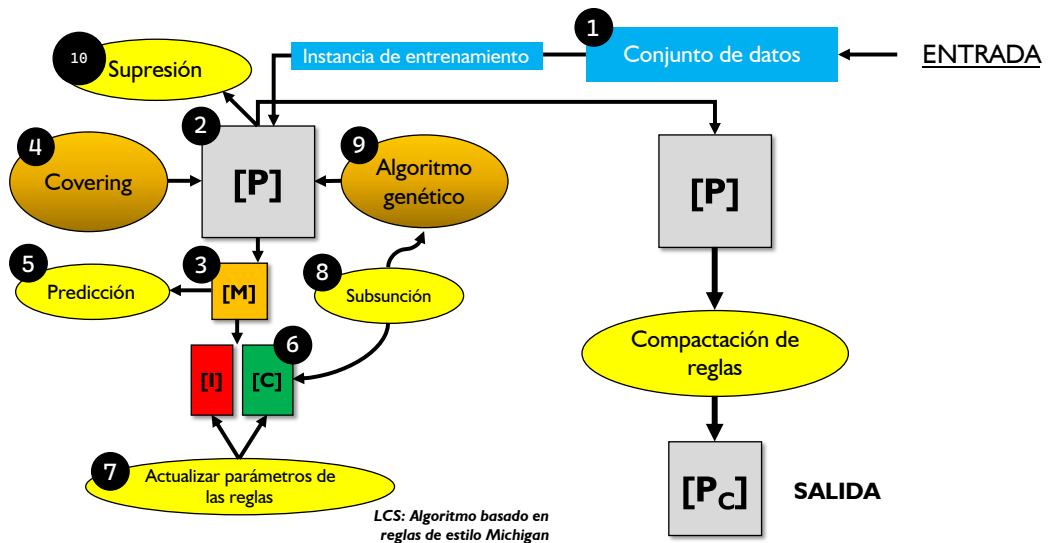 1
Conjunto de datos
Instancia de entrenamiento
ENTRADA
10
Supresión
2
[P]
4
Covering
9
Algoritmo
genético
[P]
5
Predicción
3
[M]
8
Subsunción
[I]
6
[C]
Compactación de
reglas
7
Actualizar parámetros de
las reglas
LCS: Algoritmo basado en
reglas de estilo Michigan
[PC]
SALIDA